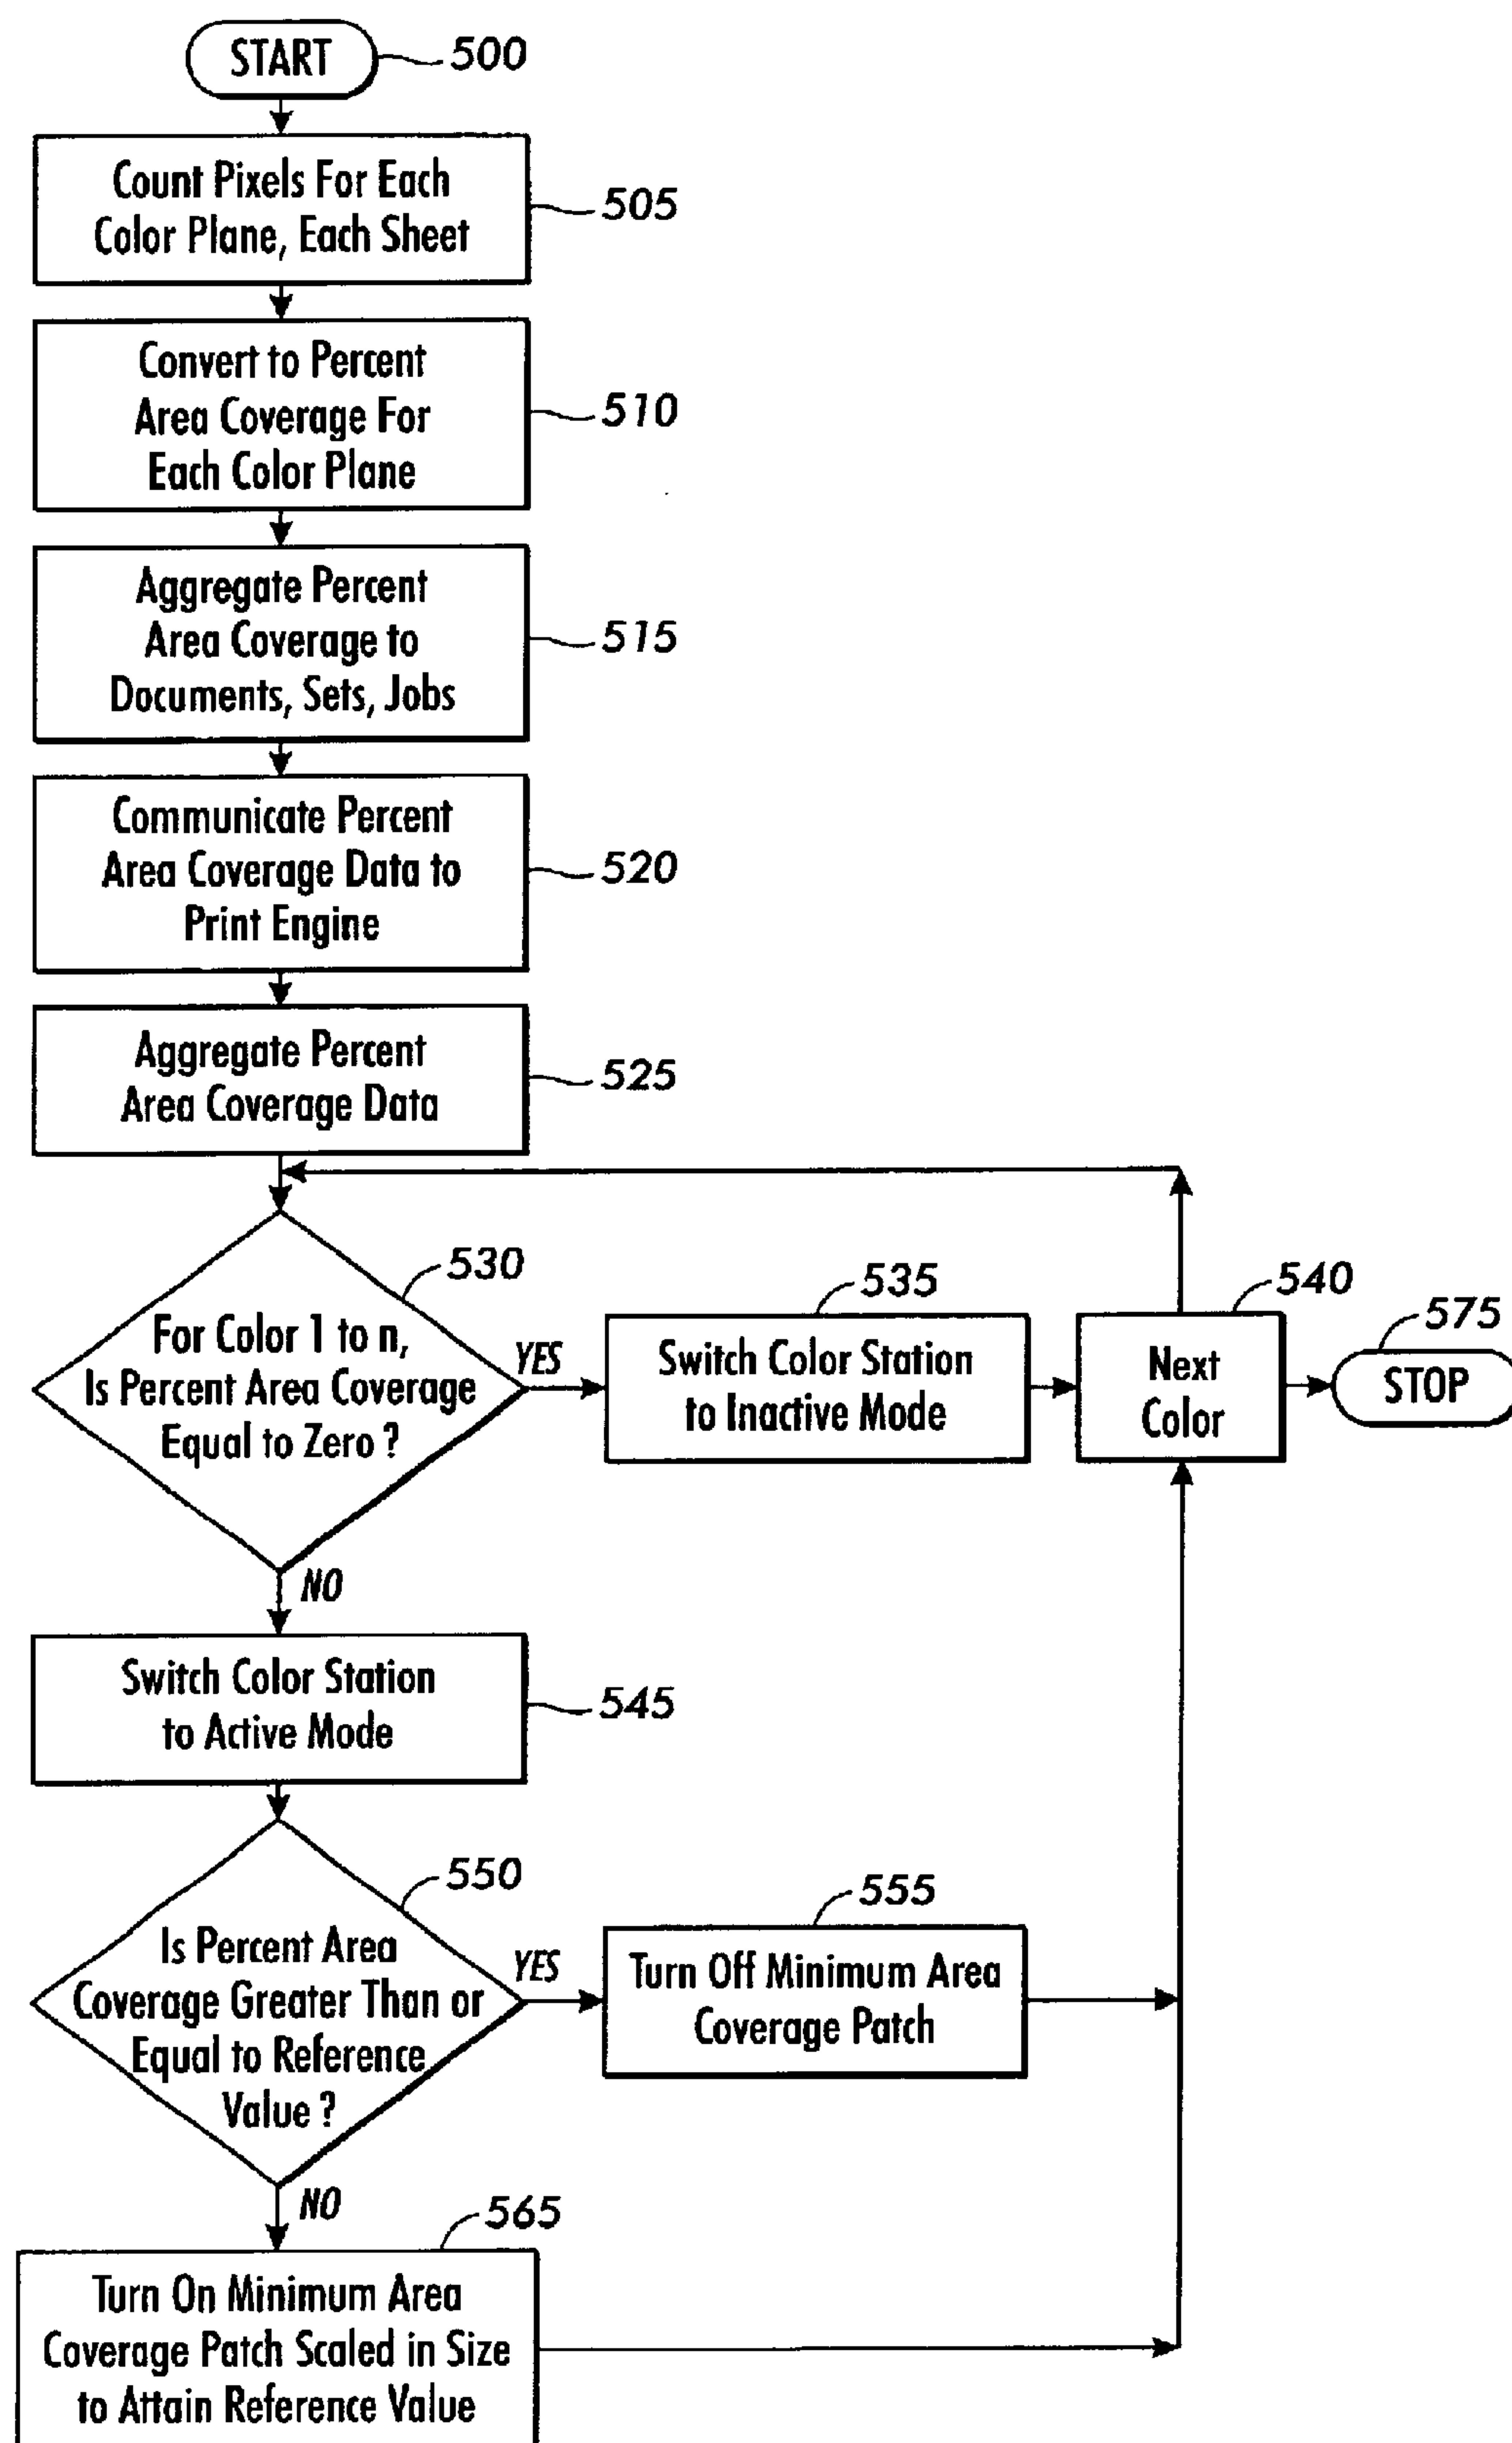 START
500
Count Pixels For Each
Color Plane, Each Sheet
505
Convert to Percent
Area Coverage For
Each Color Plane
510
Aggregate Percent
Area Coverage to
Documents, Sets, Jobs
515
Communicate Percent
Area Coverage Data to
Print Engine
520
Aggregate Percent
Area Coverage Data
525
For Color 1 to n,
Is Percent Area Coverage
Equal to Zero ?
530
YES
Switch Color Station
to Inactive Mode
535
Next
Color
540
STOP
575
NO
Switch Color Station
to Active Mode
545
Is Percent Area
Coverage Greater Than or
Equal to Reference
Value ?
550
YES
Turn Off Minimum Area
Coverage Patch
555
NO
565
Turn On Minimum Area
Coverage Patch Scaled in Size
to Attain Reference Value